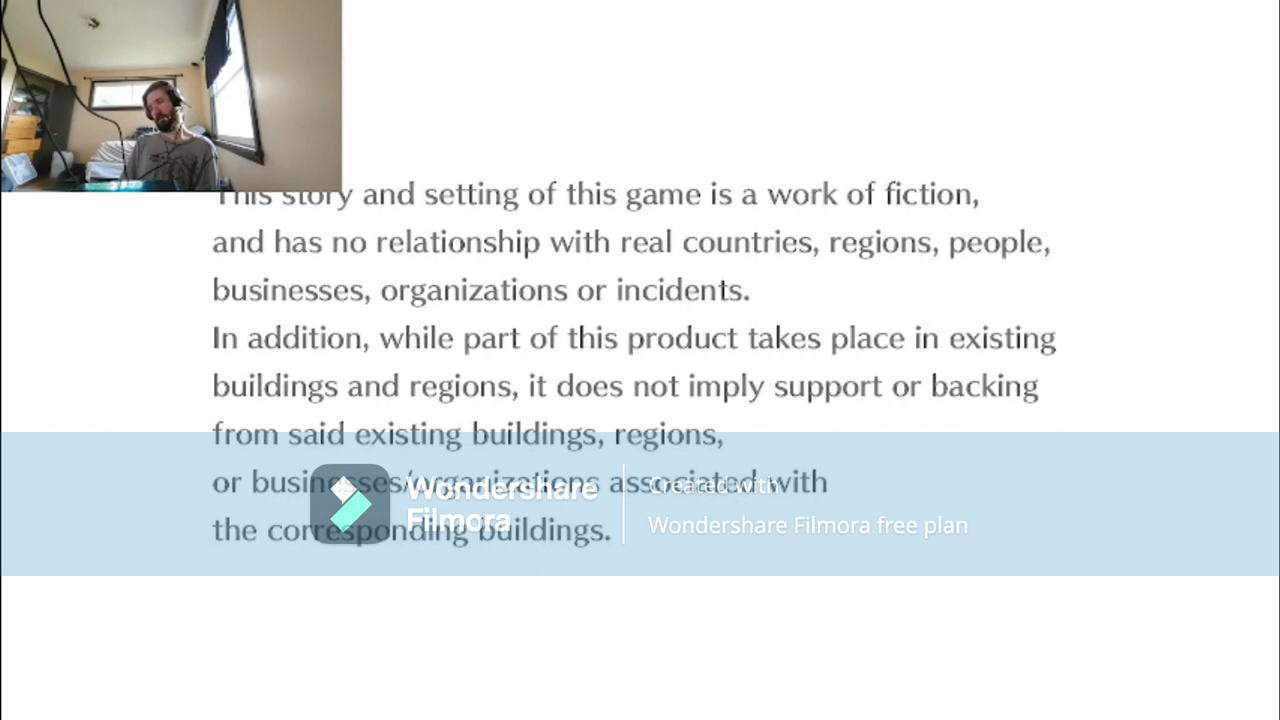 This story and setting of this game is a work of fiction,
and has no relationship with real countries, regions, people,
businesses, organizations or incidents.
In addition, while part of this product takes place in existing
buildings and regions, it does not imply support or backing
from said existing buildings, regions,
or businesses/organizations associated with
the corresponding buildings.
Wondershare
Filmora
Created with
Wondershare Filmora free plan